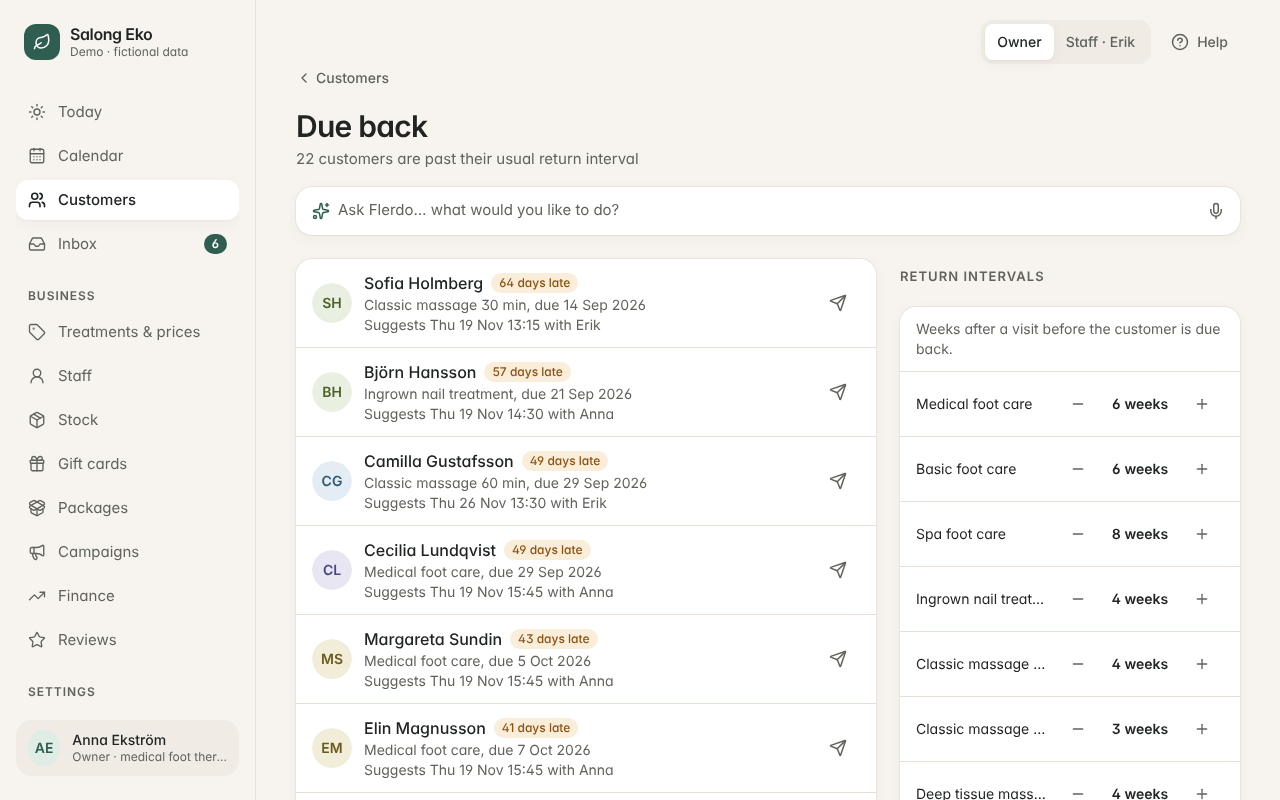 Salong Eko
Demo · fictional data
Today
Calendar
Customers
Inbox 6
BUSINESS
Treatments & prices
Staff
Stock
Gift cards
Packages
Campaigns
Finance
Reviews
SETTINGS
AE
Anna Ekström
Owner · medical foot ther...
Owner
Staff · Erik
Help
Customers
Due back
22 customers are past their usual return interval
Ask Flerdo... what would you like to do?
SH
Sofia Holmberg 64 days late
Classic massage 30 min, due 14 Sep 2026
Suggests Thu 19 Nov 13:15 with Erik
BH
Björn Hansson 57 days late
Ingrown nail treatment, due 21 Sep 2026
Suggests Thu 19 Nov 14:30 with Anna
CG
Camilla Gustafsson 49 days late
Classic massage 60 min, due 29 Sep 2026
Suggests Thu 26 Nov 13:30 with Erik
CL
Cecilia Lundqvist 49 days late
Medical foot care, due 29 Sep 2026
Suggests Thu 19 Nov 15:45 with Anna
MS
Margareta Sundin 43 days late
Medical foot care, due 5 Oct 2026
Suggests Thu 19 Nov 15:45 with Anna
EM
Elin Magnusson 41 days late
Medical foot care, due 7 Oct 2026
Suggests Thu 19 Nov 15:45 with Anna
RETURN INTERVALS
Weeks after a visit before the customer is due
back.
Medical foot care − 6 weeks +
Basic foot care − 6 weeks +
Spa foot care − 8 weeks +
Ingrown nail treat... − 4 weeks +
Classic massage ... − 4 weeks +
Classic massage ... − 3 weeks +
Deep tissue mass... − 4 weeks +